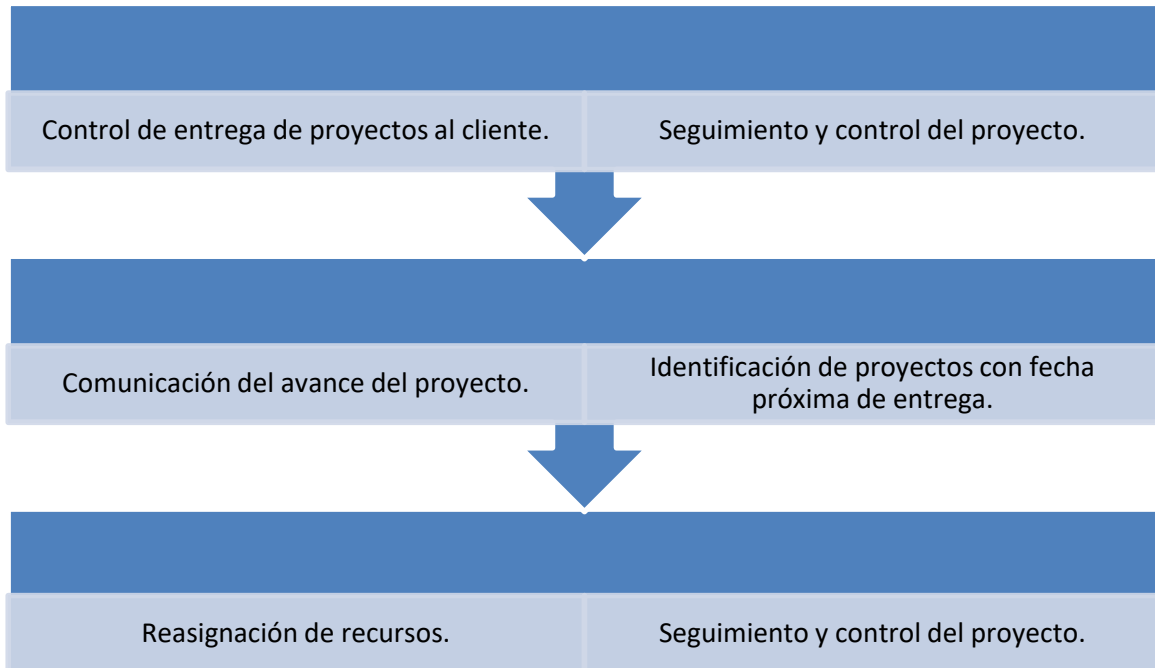 Control de entrega de proyectos al cliente.
Seguimiento y control del proyecto.
Comunicación del avance del proyecto.
Identificación de proyectos con fecha
próxima de entrega.
Reasignación de recursos.
Seguimiento y control del proyecto.